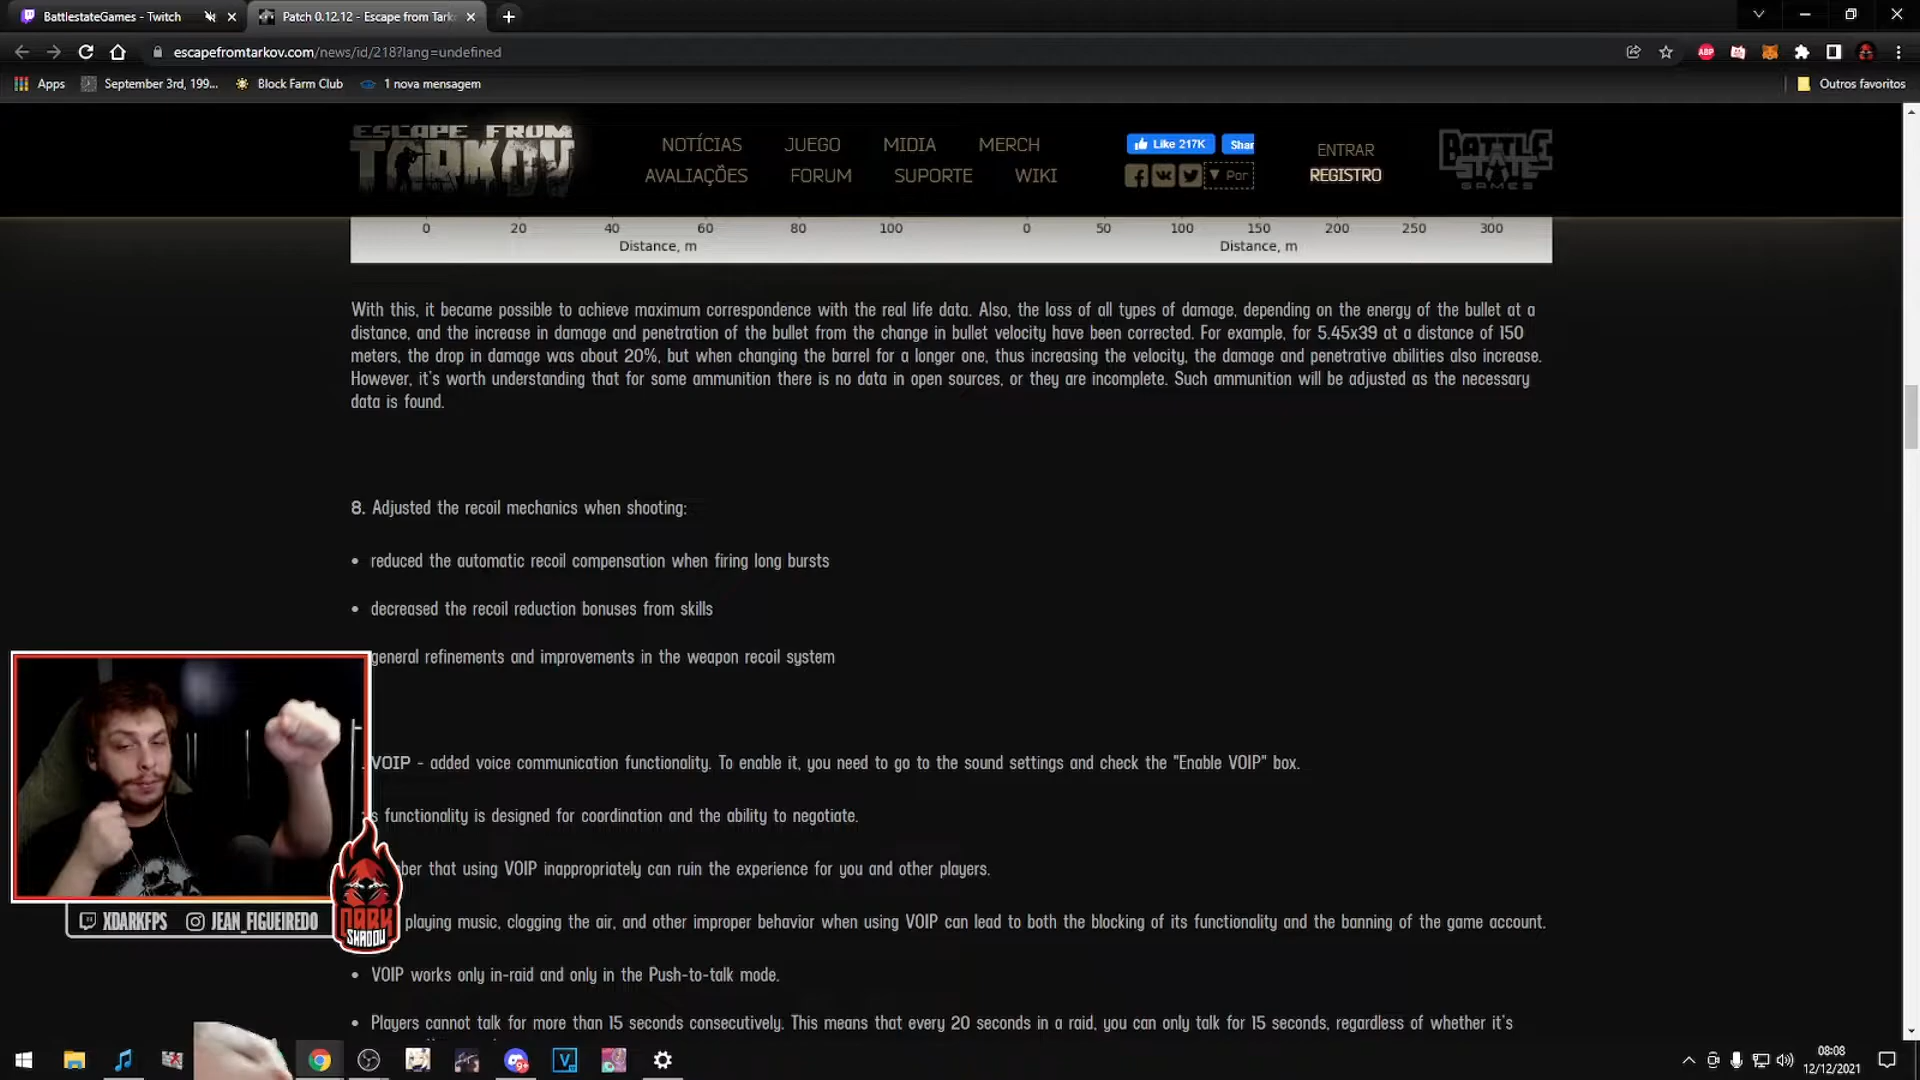 BattlestateGames - Twitch
Patch 0.12.12 - Escape from Tark
escapefromtarkov.com/news/id/218?lang=undefined
ABP
Apps
September 3rd, 199...
Block Farm Club
1 nova mensagem
Outros favoritos
ESCAPE FROM
TARKOV
NOTÍCIAS JUEGO MIDIA MERCH
AVALIAÇÕES FORUM SUPORTE WIKI
Like 217K
Shar
▼ Por
ENTRAR
REGISTRO
BATTLE
STATE
GAMES
0 20 40 60 80 100 0 50 100 150 200 250 300
Distance, m Distance, m
With this, it became possible to achieve maximum correspondence with the real life data. Also, the loss of all types of damage, depending on the energy of the bullet at a
distance, and the increase in damage and penetration of the bullet from the change in bullet velocity have been corrected. For example, for 5.45x39 at a distance of 150
meters, the drop in damage was about 20%, but when changing the barrel for a longer one, thus increasing the velocity, the damage and penetrative abilities also increase.
However, it's worth understanding that for some ammunition there is no data in open sources, or they are incomplete. Such ammunition will be adjusted as the necessary
data is found.
8. Adjusted the recoil mechanics when shooting:
• reduced the automatic recoil compensation when firing long bursts
• decreased the recoil reduction bonuses from skills
general refinements and improvements in the weapon recoil system
VOIP - added voice communication functionality. To enable it, you need to go to the sound settings and check the "Enable VOIP" box.
s functionality is designed for coordination and the ability to negotiate.
ber that using VOIP inappropriately can ruin the experience for you and other players.
playing music, clogging the air, and other improper behavior when using VOIP can lead to both the blocking of its functionality and the banning of the game account.
• VOIP works only in-raid and only in the Push-to-talk mode.
• Players cannot talk for more than 15 seconds consecutively. This means that every 20 seconds in a raid, you can only talk for 15 seconds, regardless of whether it's
XDARKFPS
JEAN_FIGUEIREDO
DARK
SHADOW
9+
V
08:08
12/12/2021